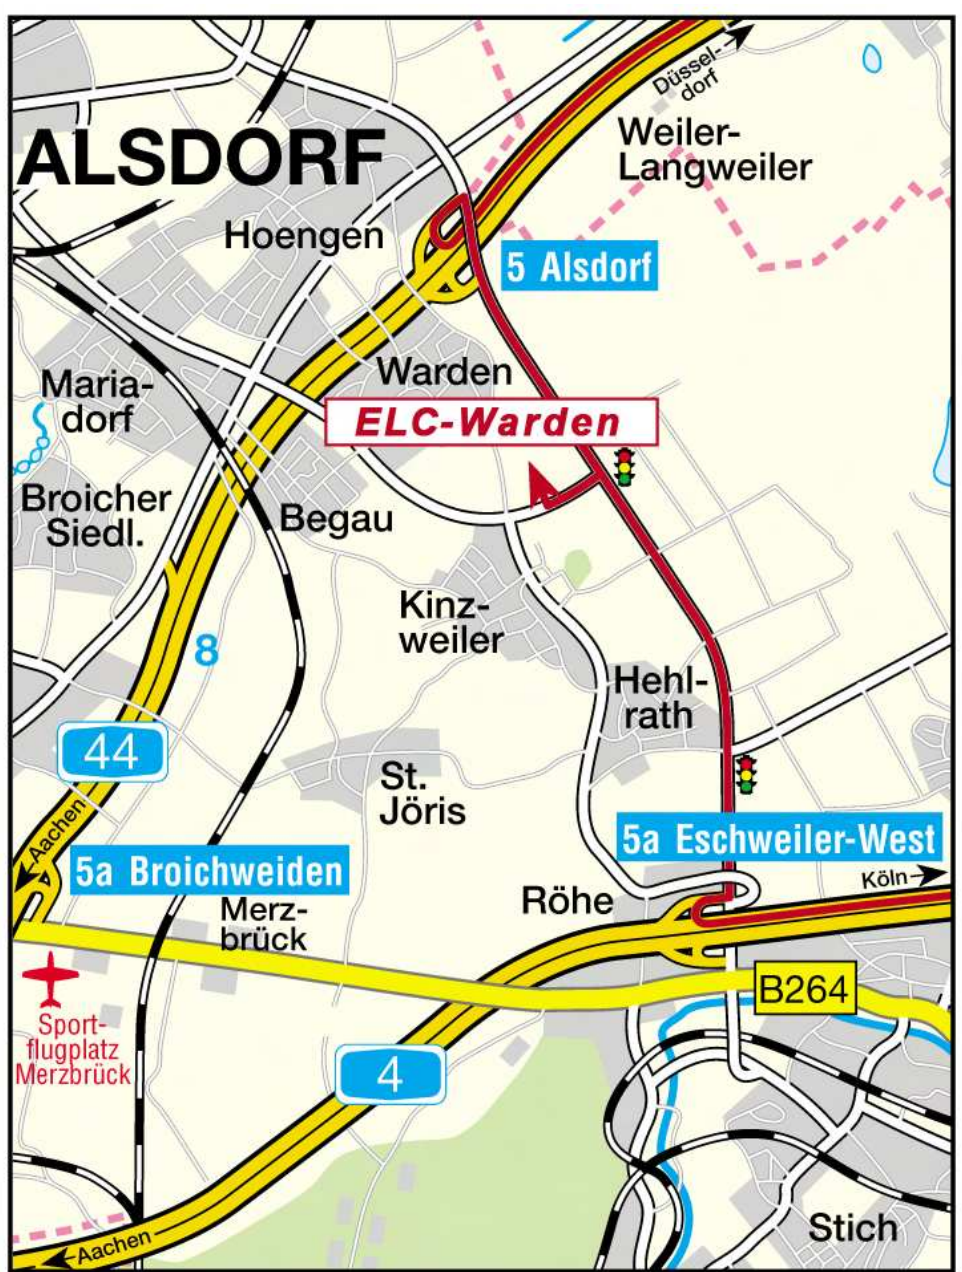 Düssel-
dorf
Weiler-
Langweiler
ALSDORF
Hoengen
5 Alsdorf
Warden
Maria-
dorf
ELC-Warden
Broicher
Siedl.
Begau
Kinz-
weiler
8
Hehl-
rath
44
St.
Jöris
Aachen
5a Broichweiden
5a Eschweiler-West
Köln
Röhe
Merz-
brück
B264
Sport-
flugplatz
Merzbrück
4
Stich
Aachen